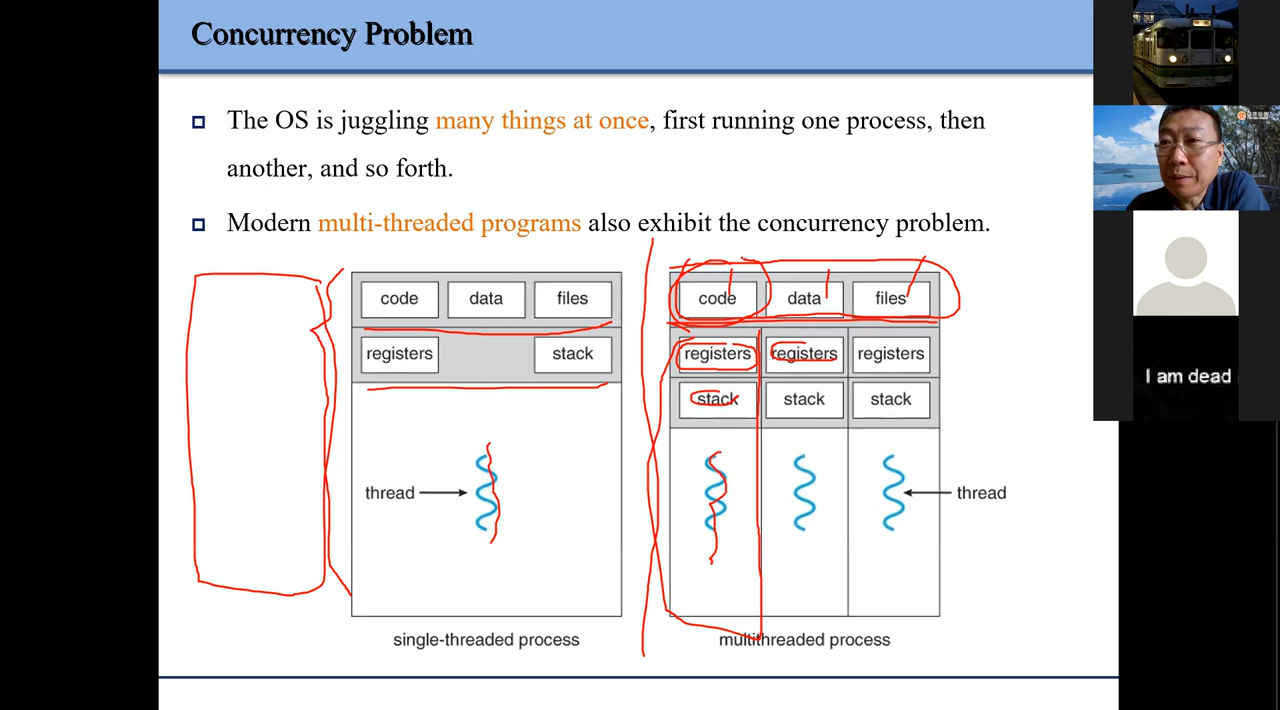 Concurrency Problem
The OS is juggling many things at once, first running one process, then
another, and so forth.
Modern multi-threaded programs also exhibit the concurrency problem.
code data files
registers stack
thread
single-threaded process
code data files
registers registers registers
stack stack stack
thread
multithreaded process
I am dead